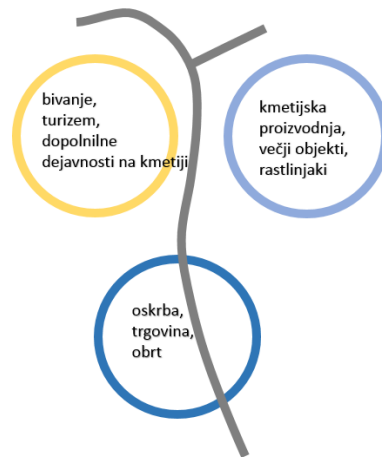 bivanje,
turizem,
dopolnilne
dejavnosti na kmetiji
kmetijska
proizvodnja,
večji objekti,
rastlinjaki
oskrba,
trgovina,
obrt